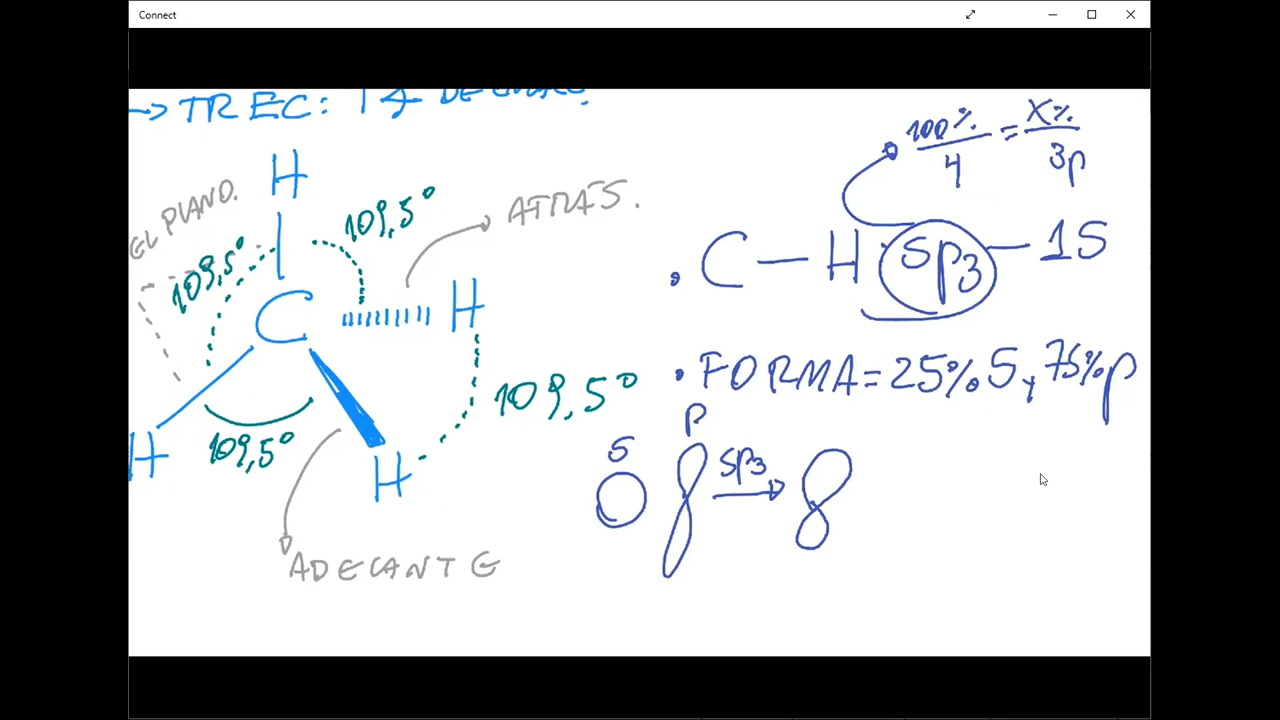 Connect
→ TREC: 14
H
EL PLANO.
109,5°
109,5°
ATRÁS.
C
H
109,5°
109,5°
H
H
ADELANTE
100% / 4 = X% / 3p
• C — H sp3 — 1S
• FORMA = 25% S y 75% p
S p sp3 →